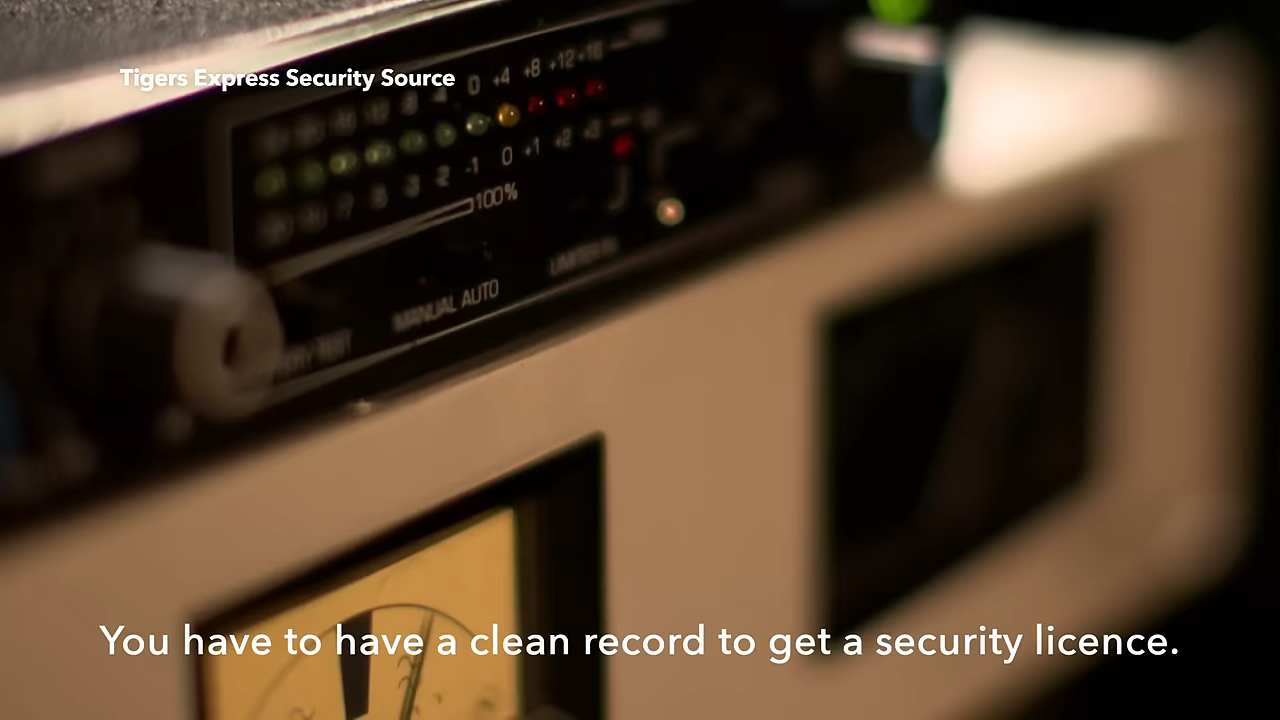 Tigers Express Security Source
0 +4 +8 +12 +16
-1 0 +1 +2 +3
100%
MANUAL AUTO
You have to have a clean record to get a security licence.